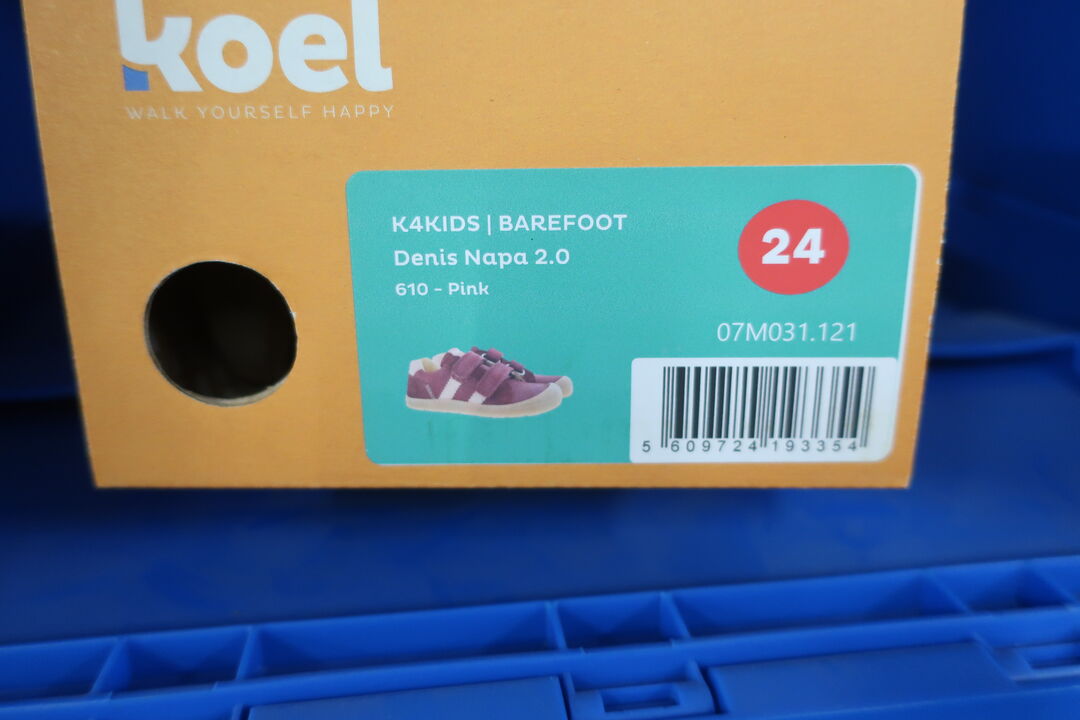 koel
WALK YOURSELF HAPPY
K4KIDS | BAREFOOT
Denis Napa 2.0
610 - Pink
24
07M031.121
5 609724 193354